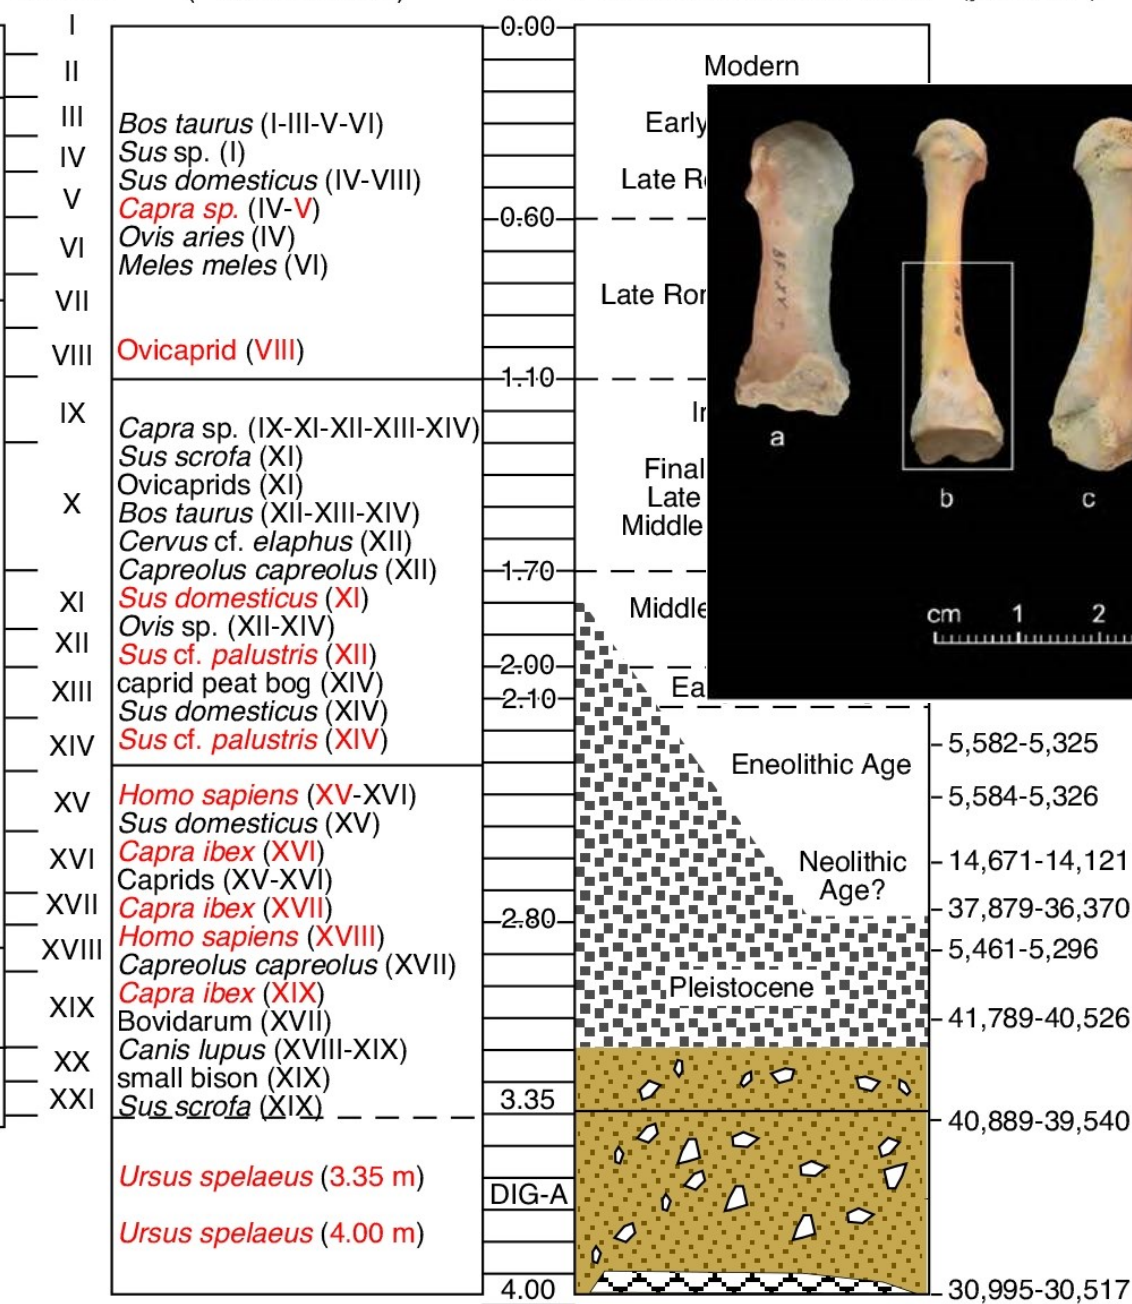 I
II
III
IV
V
VI
VII
VIII
IX
X
XI
XII
XIII
XIV
XV
XVI
XVII
XVIII
XIX
XX
XXI
Bos taurus (I-III-V-VI)
Sus sp. (I)
Sus domesticus (IV-VIII)
Capra sp. (IV-V)
Ovis aries (IV)
Meles meles (VI)
Ovicaprid (VIII)
Capra sp. (IX-XI-XII-XIII-XIV)
Sus scrofa (XI)
Ovicaprids (XI)
Bos taurus (XII-XIII-XIV)
Cervus cf. elaphus (XII)
Capreolus capreolus (XII)
Sus domesticus (XI)
Ovis sp. (XII-XIV)
Sus cf. palustris (XII)
caprid peat bog (XIV)
Sus domesticus (XIV)
Sus cf. palustris (XIV)
Homo sapiens (XV-XVI)
Sus domesticus (XV)
Capra ibex (XVI)
Caprids (XV-XVI)
Capra ibex (XVII)
Homo sapiens (XVIII)
Capreolus capreolus (XVII)
Capra ibex (XIX)
Bovidarum (XVII)
Canis lupus (XVIII-XIX)
small bison (XIX)
Sus scrofa (XIX)
Ursus spelaeus (3.35 m)
Ursus spelaeus (4.00 m)
0.00
0.60
1.10
1.70
2.00
2.10
2.80
3.35
DIG-A
4.00
Modern
Early
Late
Late
Final
Late
Middle
Middle
Eneolithic Age
Neolithic
Age?
Pleistocene
a
b
c
cm 1 2
5,582-5,325
5,584-5,326
14,671-14,121
37,879-36,370
5,461-5,296
41,789-40,526
40,889-39,540
30,995-30,517